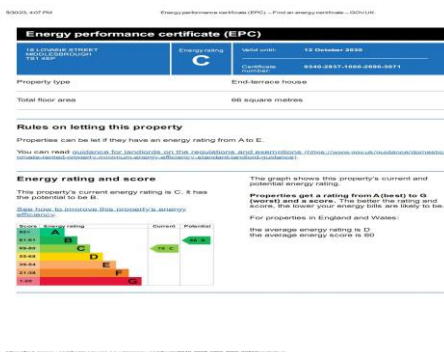 5/30/23, 4:07 PM
Energy performance certificate (EPC) – Find an energy certificate – GOV.UK
Energy performance certificate (EPC)
MIDDLESBROUGH
Energy rating
C
Valid until:
12 October 2030
Certificate number:
Property type
End-terrace house
Total floor area
square metres
Rules on letting this property
Properties can be let if they have an energy rating from A to E.
You can read guidance for landlords on the regulations and exemptions
Energy rating and score
This property's current energy rating is C. It has
the potential to be B.
See how to improve this property's energy
efficiency.
Score Energy rating Current Potential
92+ A
81-91 B
69-80 C
55-68 D
39-54 E
21-38 F
1-20 G
The graph shows this property's current and
potential energy rating.
Properties get a rating from A (best) to G
(worst) and a score. The better the rating and
score, the lower your energy bills are likely to be.
For properties in England and Wales:
the average energy rating is D
the average energy score is 60